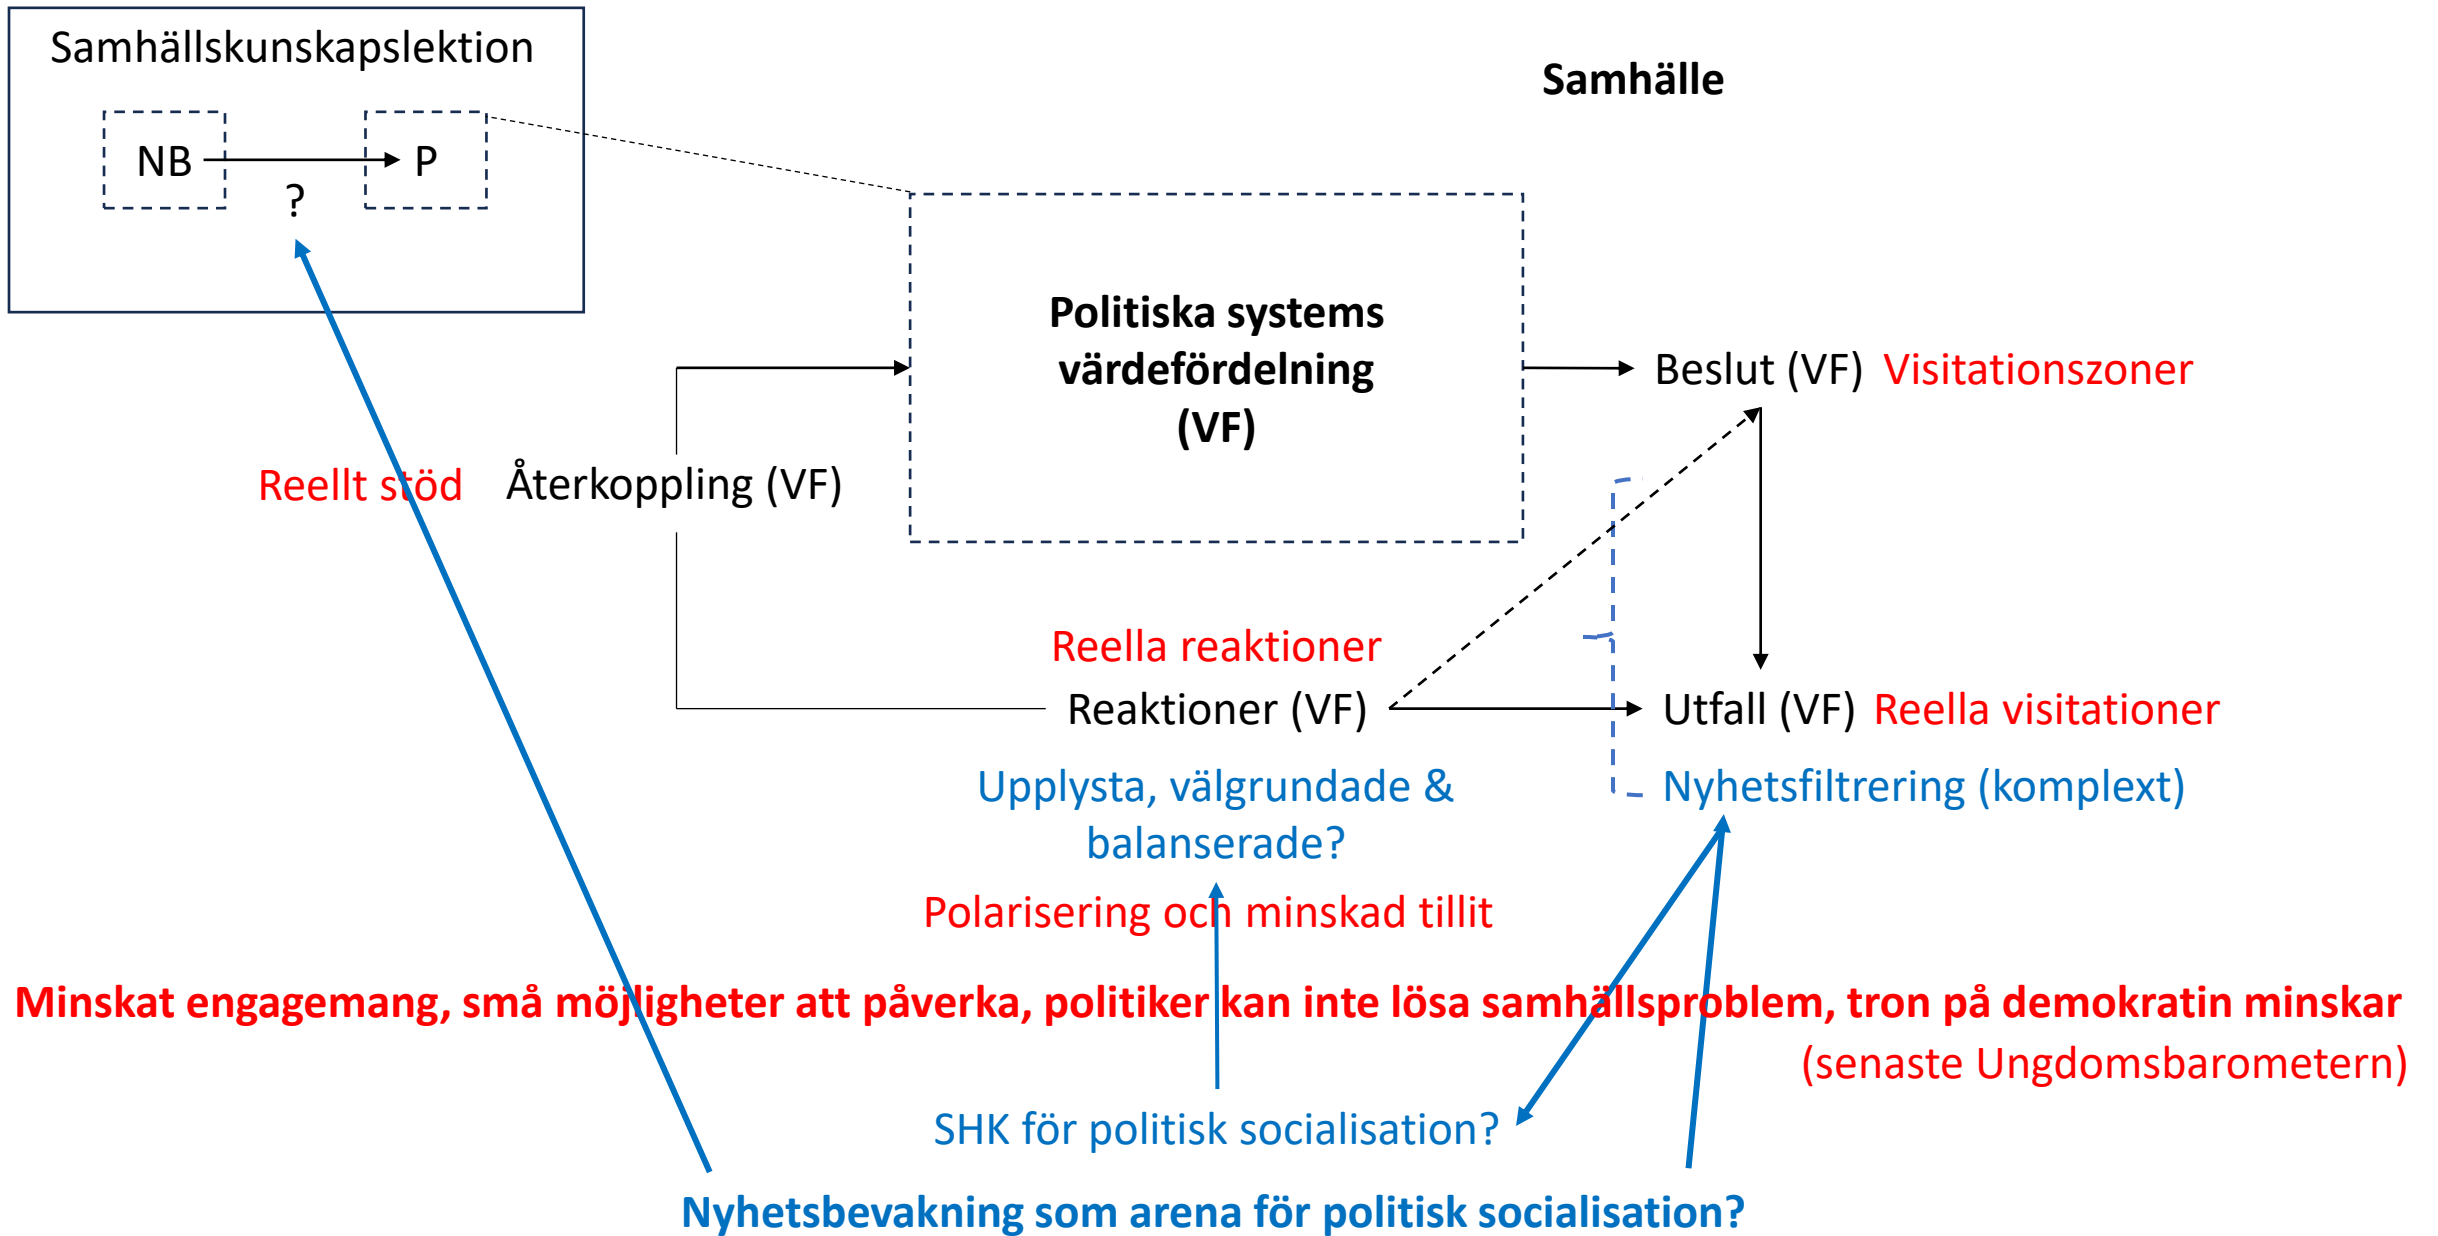 Samhällskunskapslektion
Samhälle
NB
P
?
Politiska systems
värdefördelning
(VF)
Beslut (VF) Visitationszoner
Reellt stöd Återkoppling (VF)
Reella reaktioner
Reaktioner (VF)
Utfall (VF) Reella visitationer
Upplysta, välgrundade &
balanserade?
Nyhetsfiltrering (komplext)
Polarisering och minskad tillit
Minskat engagemang, små möjligheter att påverka, politiker kan inte lösa samhällsproblem, tron på demokratin minskar
(senaste Ungdomsbarometern)
SHK för politisk socialisation?
Nyhetsbevakning som arena för politisk socialisation?